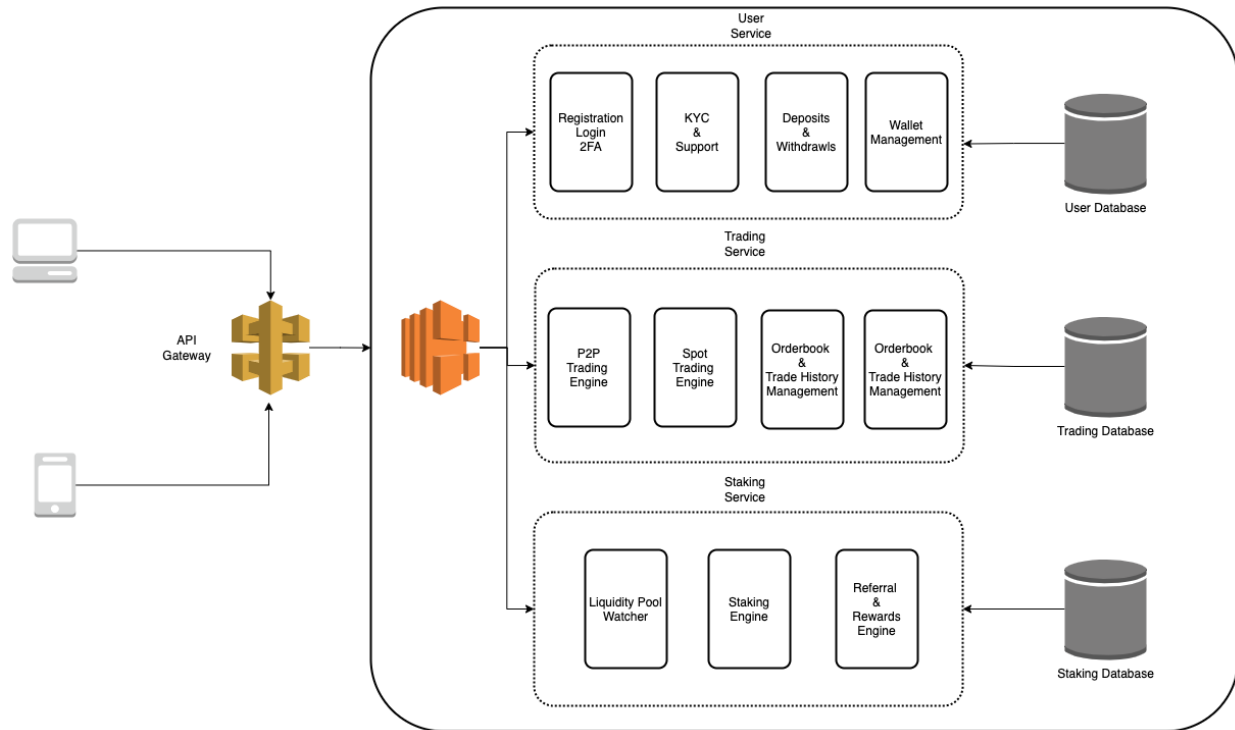 User
Service
Registration
Login
2FA
KYC
&
Support
Deposits
&
Withdrawls
Wallet
Management
User Database
API
Gateway
Trading
Service
P2P
Trading
Engine
Spot
Trading
Engine
Orderbook
&
Trade History
Management
Orderbook
&
Trade History
Management
Trading Database
Staking
Service
Liquidity Pool
Watcher
Staking
Engine
Referral
&
Rewards
Engine
Staking Database